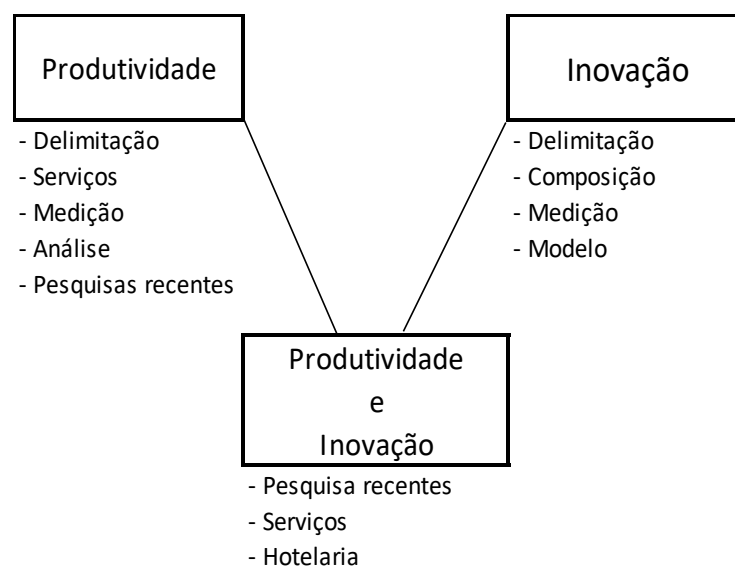 Produtividade
- Delimitação
- Serviços
- Medição
- Análise
- Pesquisas recentes
Inovação
- Delimitação
- Composição
- Medição
- Modelo
Produtividade
e
Inovação
- Pesquisa recentes
- Serviços
- Hotelaria